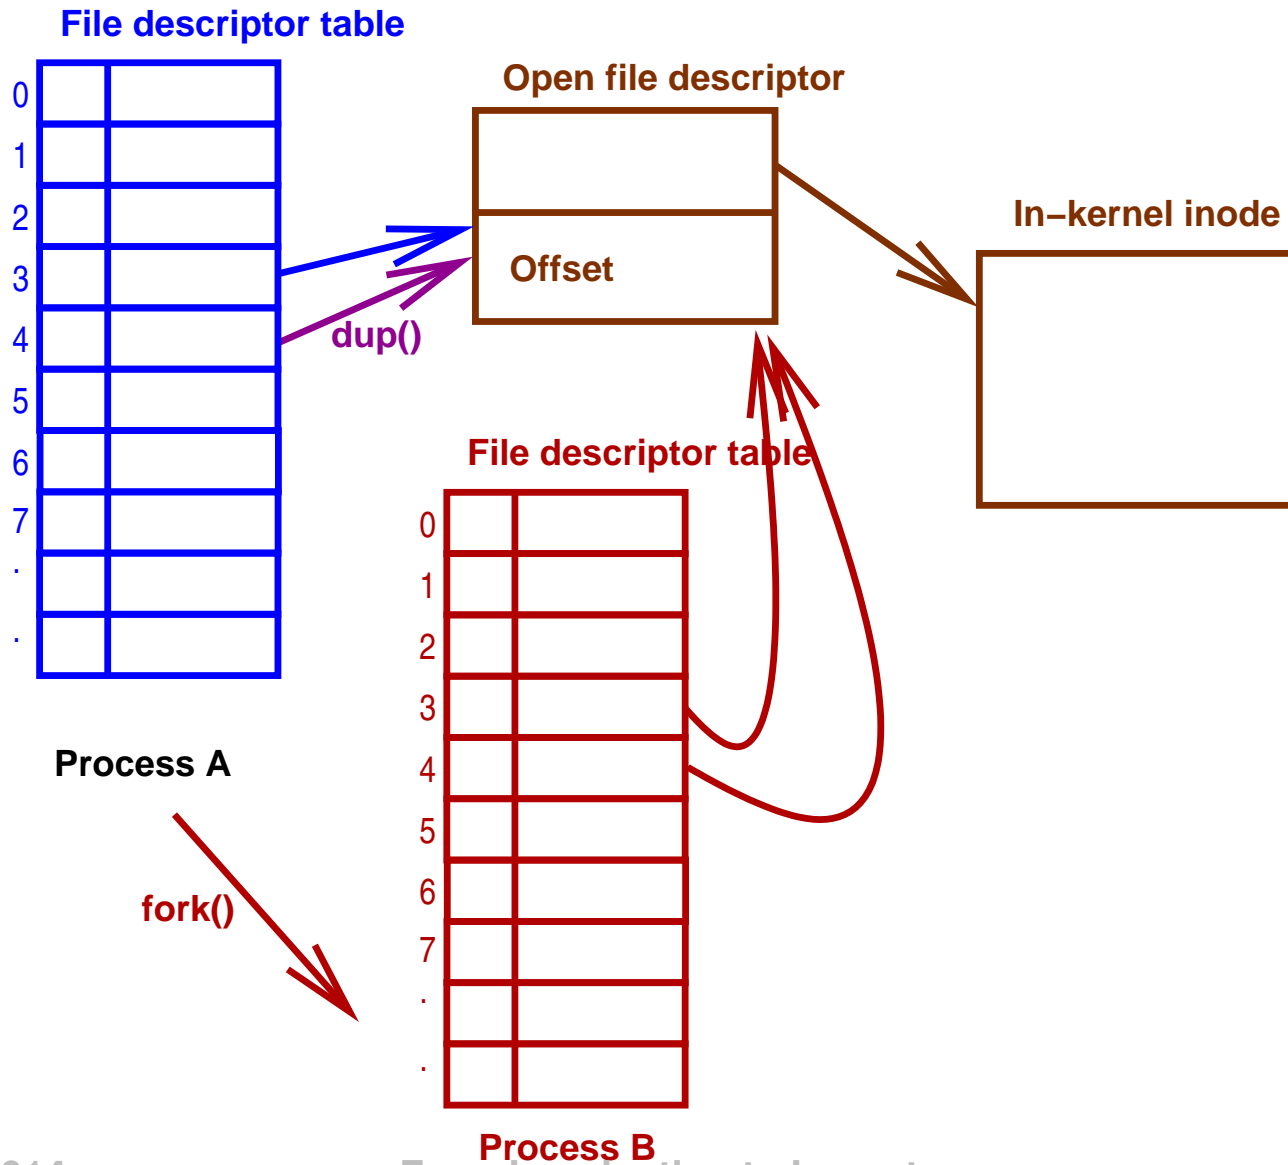 File descriptor table
0
1
2
3
4
5
6
7
.
.
Open file descriptor
Offset
In–kernel inode
dup()
Process A
fork()
File descriptor table
0
1
2
3
4
5
6
7
.
.
Process B